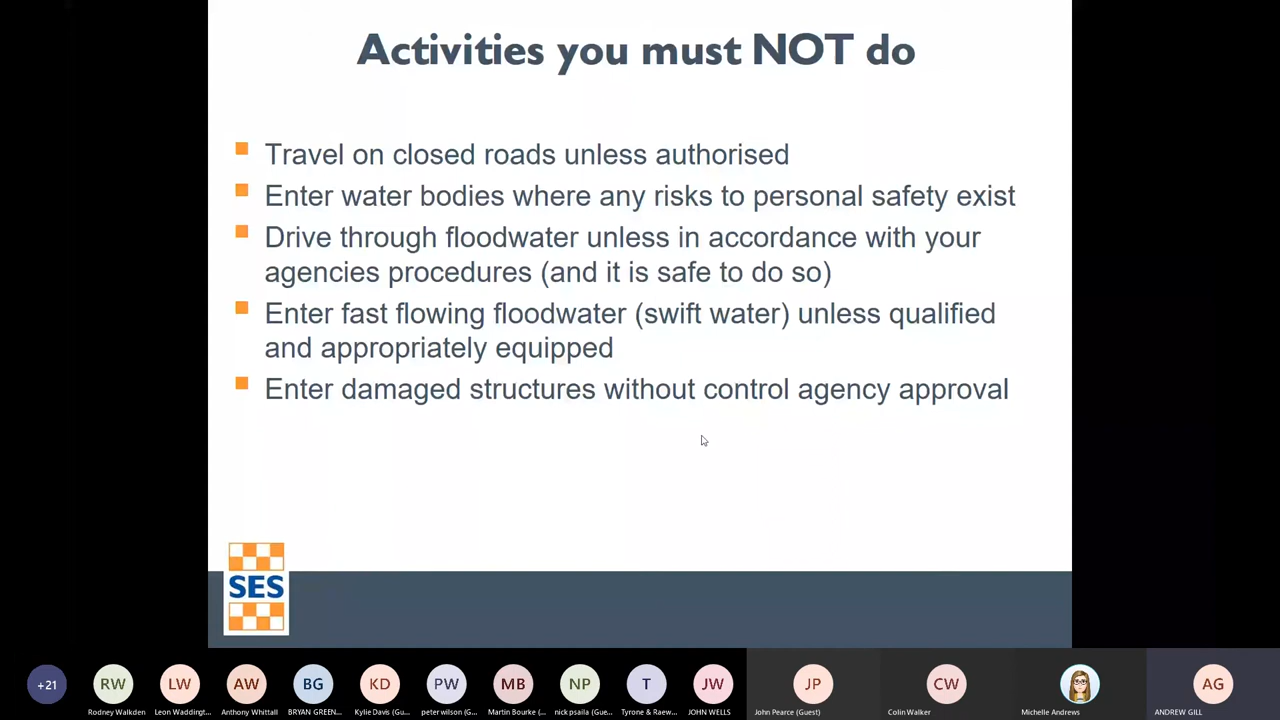 Activities you must NOT do
Travel on closed roads unless authorised
Enter water bodies where any risks to personal safety exist
Drive through floodwater unless in accordance with your
agencies procedures (and it is safe to do so)
Enter fast flowing floodwater (swift water) unless qualified
and appropriately equipped
Enter damaged structures without control agency approval
SES
+21
RW
LW
AW
BG
KD
PW
MB
NP
T
JW
JP
CW
AG
Rodney Walkden
Leon Waddingt...
Anthony Whittall
BRYAN GREEN...
Kylie Davis (Gu...
peter wilson (G...
Martin Bourke (...
nick psaila (Gue...
Tyrone & Raew...
JOHN WELLS
John Pearce (Guest)
Colin Walker
Michelle Andrews
ANDREW GILL